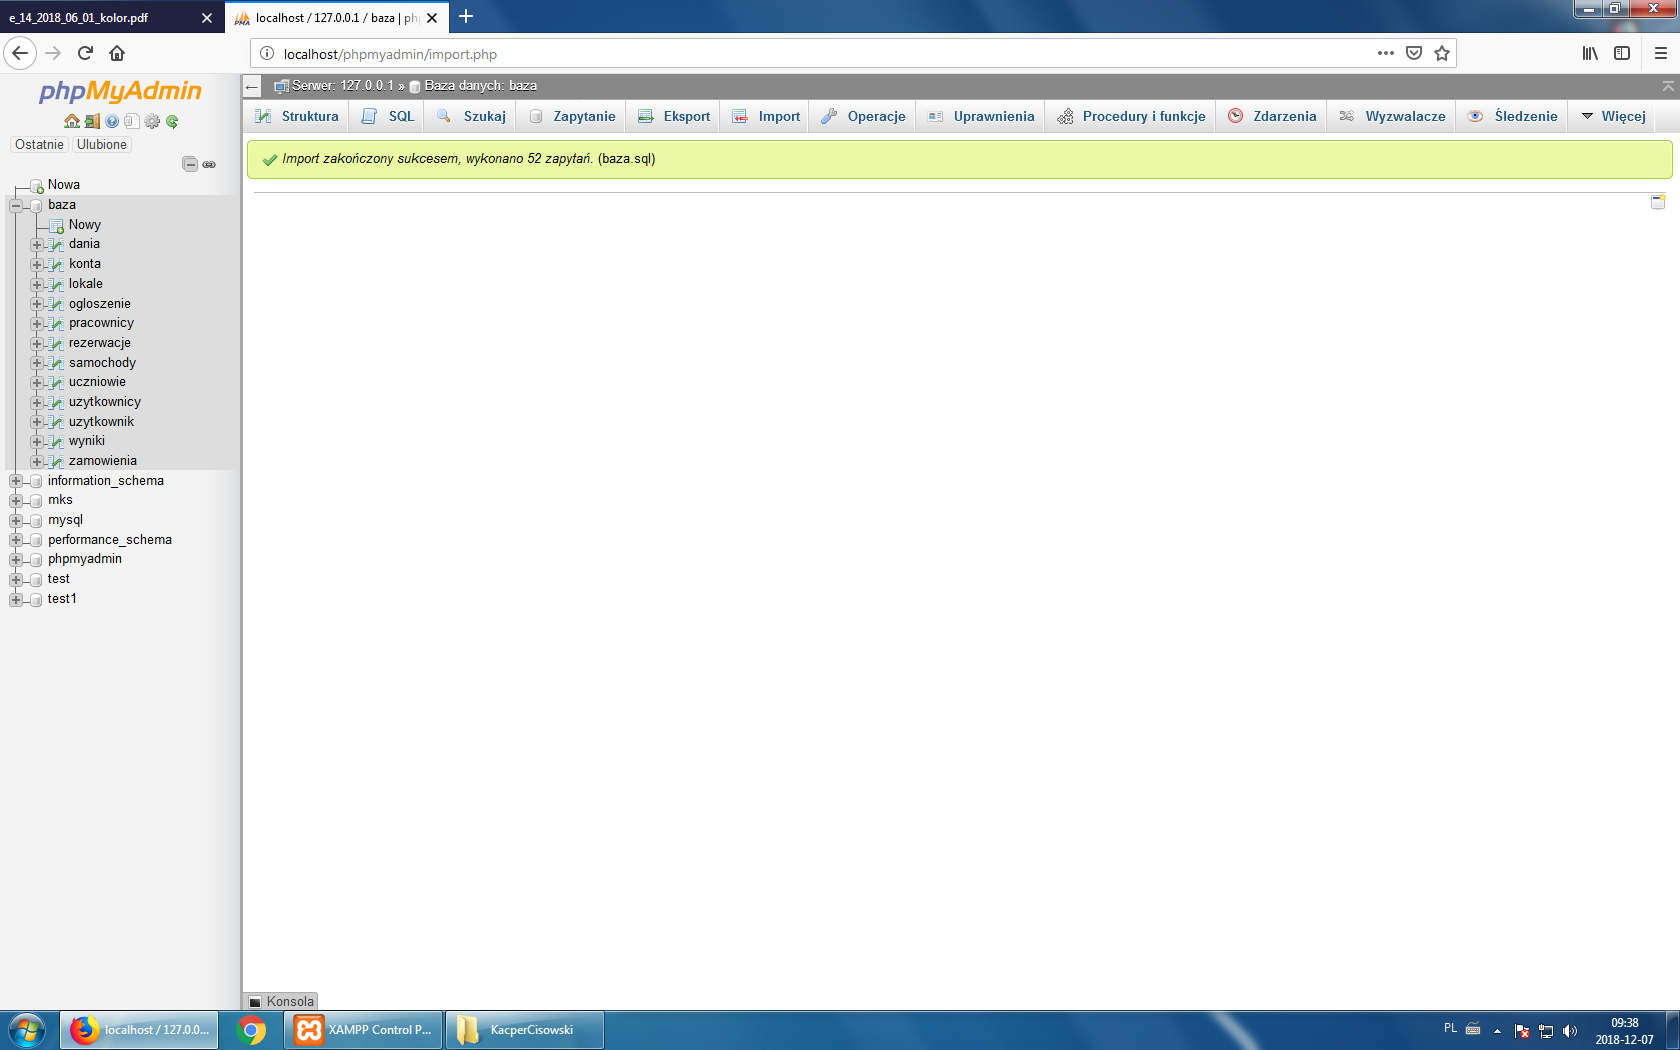 e_14_2018_06_01_kolor.pdf
localhost / 127.0.0.1 / baza | ph
localhost/phpmyadmin/import.php
phpMyAdmin
Ostatnie Ulubione
Nowa
baza
Nowy
dania
konta
lokale
ogloszenie
pracownicy
rezerwacje
samochody
uczniowie
uzytkownicy
uzytkownik
wyniki
zamowienia
information_schema
mks
mysql
performance_schema
phpmyadmin
test
test1
Serwer: 127.0.0.1 » Baza danych: baza
Struktura SQL Szukaj Zapytanie Eksport Import Operacje Uprawnienia Procedury i funkcje Zdarzenia Wyzwalacze Śledzenie Więcej
Import zakończony sukcesem, wykonano 52 zapytań. (baza.sql)
Konsola
localhost / 127.0.0... XAMPP Control P... KacperCisowski
PL
09:38
2018-12-07